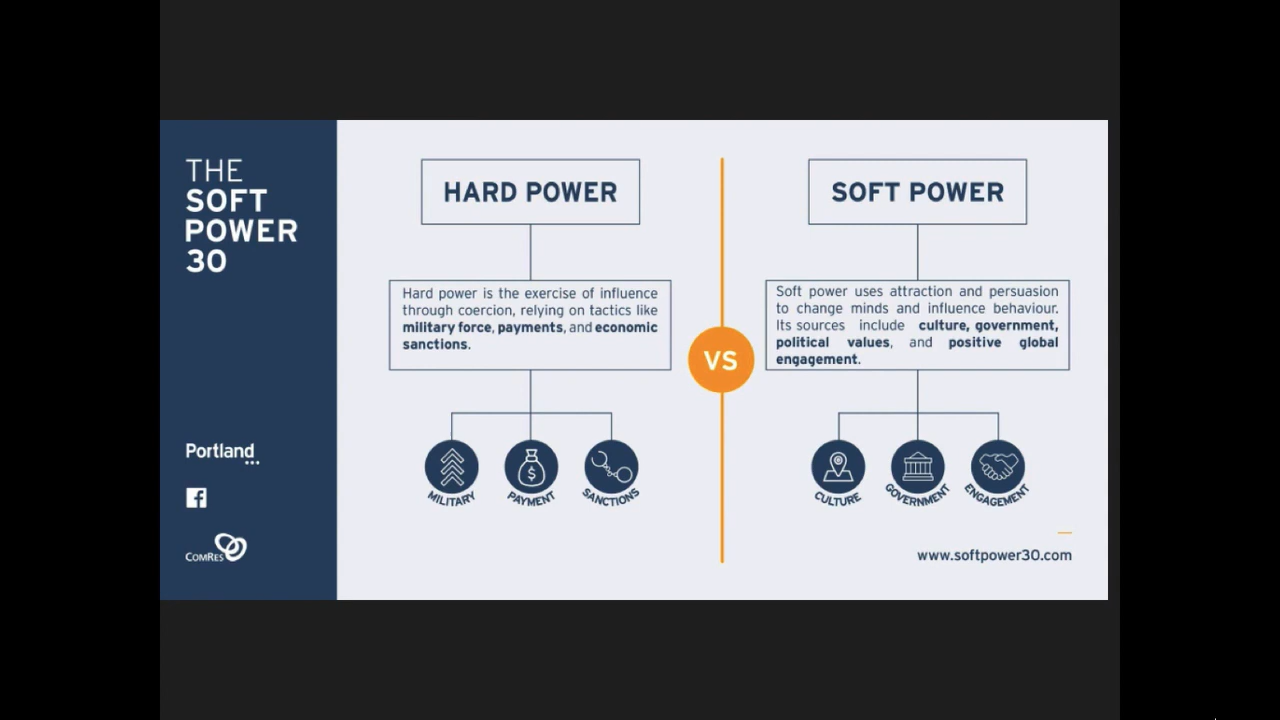 THE
SOFT
POWER
30
Portland
COMRES
HARD POWER
Hard power is the exercise of influence
through coercion, relying on tactics like
military force, payments, and economic
sanctions.
MILITARY
PAYMENT
SANCTIONS
VS
SOFT POWER
Soft power uses attraction and persuasion
to change minds and influence behaviour.
Its sources include culture, government,
political values, and positive global
engagement.
CULTURE
GOVERNMENT
ENGAGEMENT
www.softpower30.com